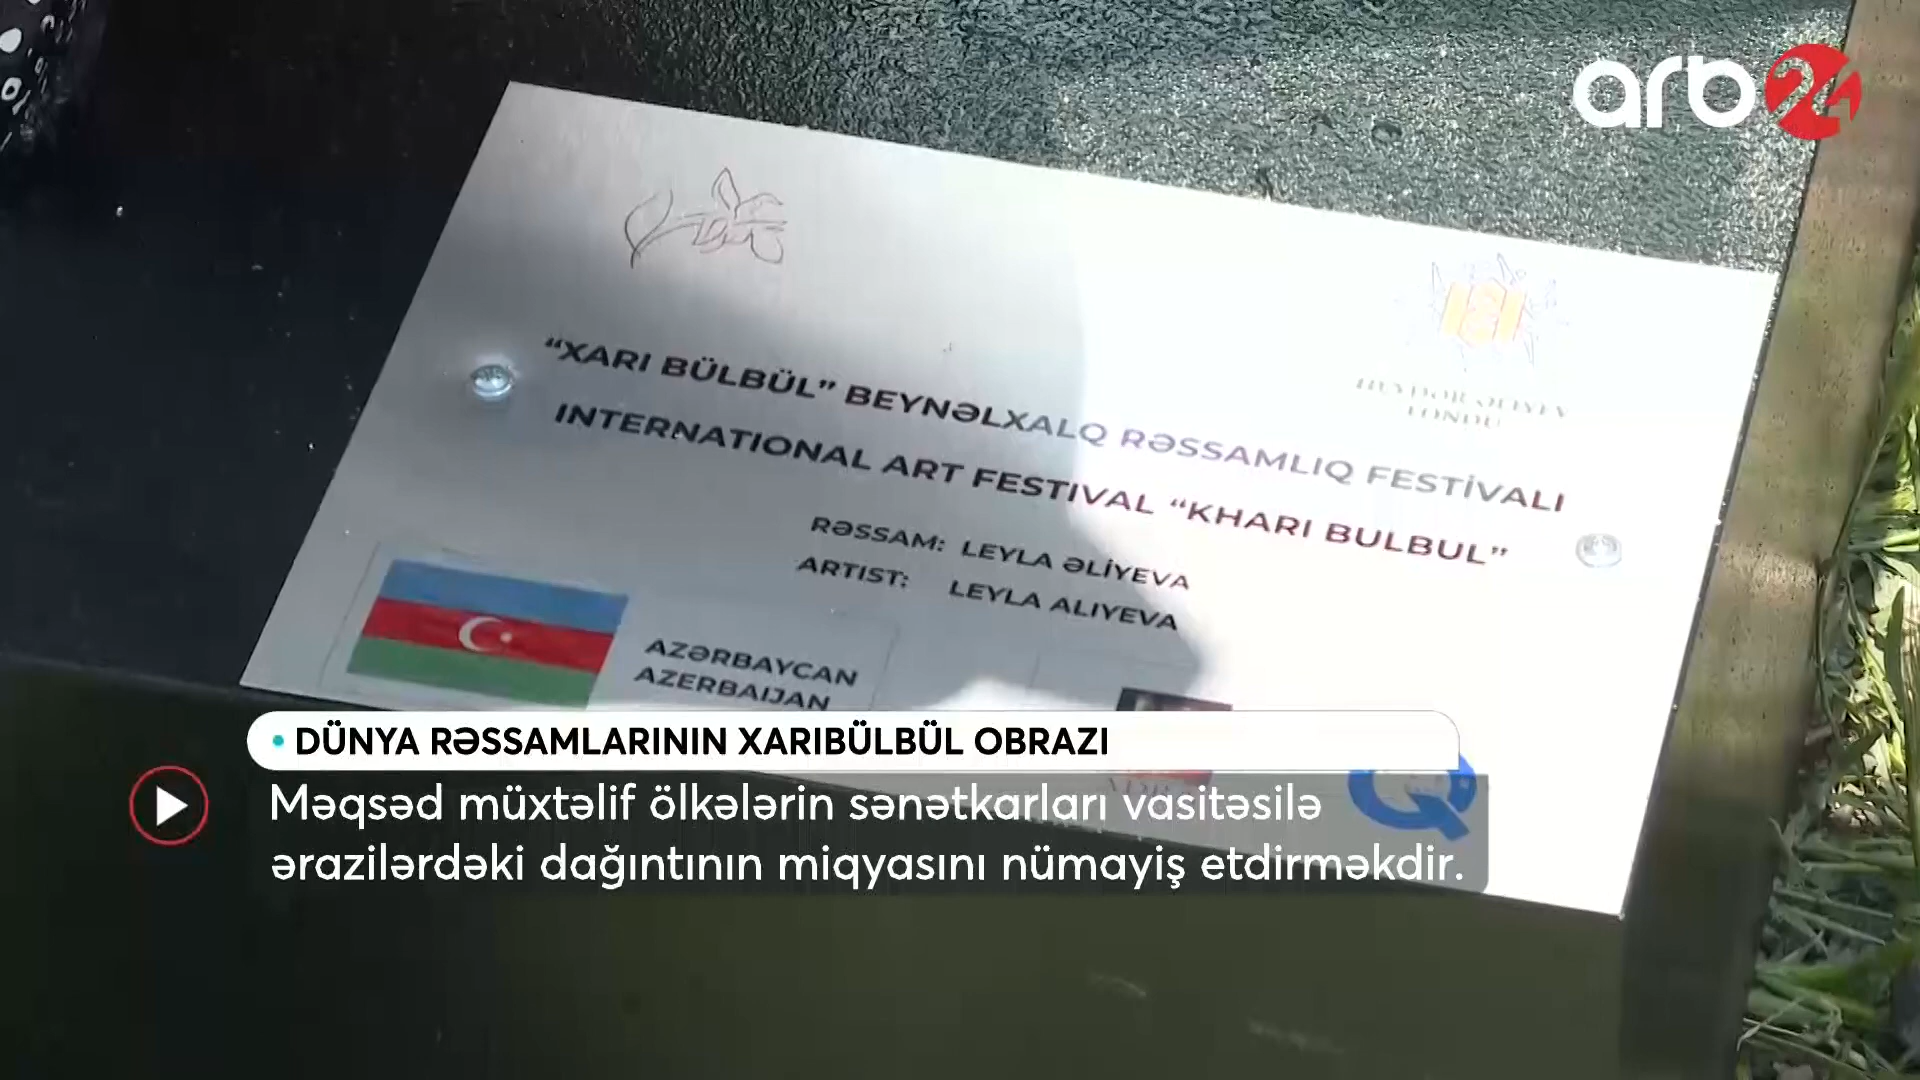 arb24
“XARI BÜLBÜL” BEYNƏLXALQ RƏSSAMLIQ FESTİVALI
INTERNATIONAL ART FESTIVAL “KHARI BULBUL”
RƏSSAM: LEYLA ƏLİYEVA
ARTIST: LEYLA ALIYEVA
AZƏRBAYCAN
AZERBAIJAN
DÜNYA RƏSSAMLARININ XARIBÜLBÜL OBRAZI
Məqsəd müxtəlif ölkələrin sənətkarları vasitəsilə
ərazilərdəki dağıntının miqyasını nümayiş etdirməkdir.